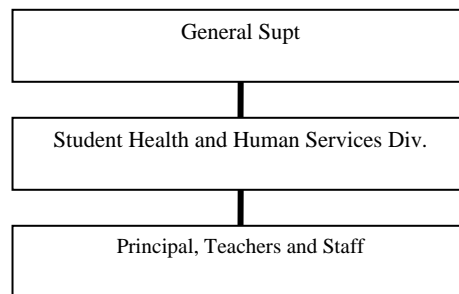 General Supt
Student Health and Human Services Div.
Principal, Teachers and Staff